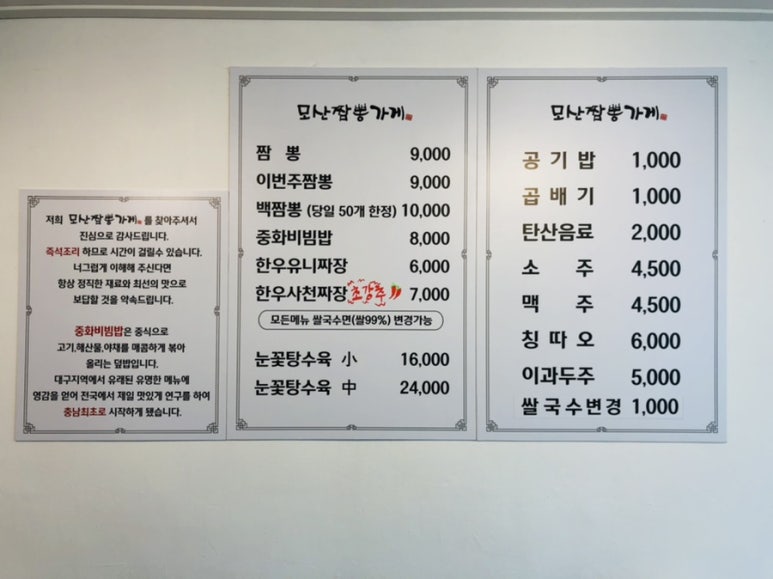 저희 모산짬뽕가게 를 찾아주셔서
진심으로 감사드립니다.
즉석조리 하므로 시간이 걸릴수 있습니다.
너그럽게 이해해 주신다면
항상 정직한 재료와 최선의 맛으로
보답할 것을 약속드립니다.
중화비빔밥은 중식으로
고기,해산물,야채를 매콤하게 볶아
올리는 덮밥입니다.
대구지역에서 유래된 유명한 메뉴에
영감을 얻어 전국에서 제일 맛있게 연구를 하여
충남최초로 시작하게 됐습니다.
모산짬뽕가게
짬 뽕 9,000
이번주짬뽕 9,000
백짬뽕 (당일 50개 한정) 10,000
중화비빔밥 8,000
한우유니짜장 6,000
한우사천짜장 초강추 7,000
모든메뉴 쌀국수면(쌀99%) 변경가능
눈꽃탕수육 小 16,000
눈꽃탕수육 中 24,000
모산짬뽕가게
공 기 밥 1,000
곱 배 기 1,000
탄산음료 2,000
소 주 4,500
맥 주 4,500
칭 따 오 6,000
이과두주 5,000
쌀국수변경 1,000